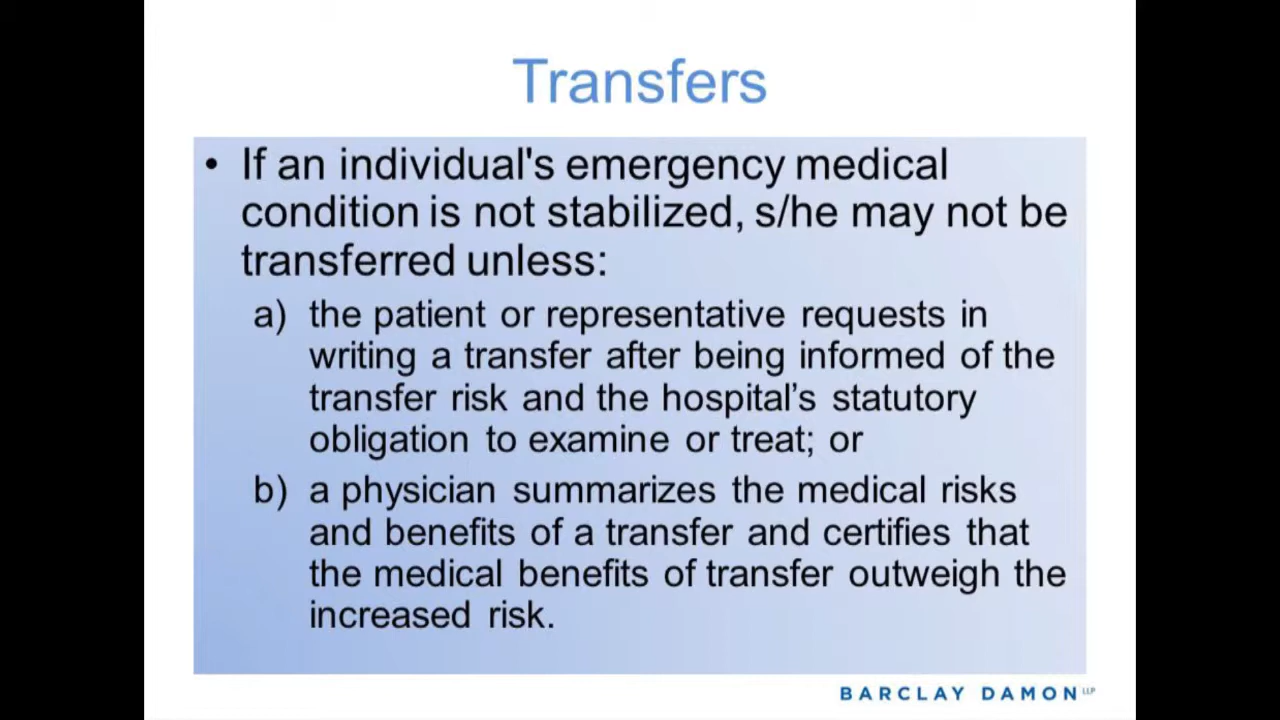 Transfers
• If an individual's emergency medical
condition is not stabilized, s/he may not be
transferred unless:
a) the patient or representative requests in
writing a transfer after being informed of the
transfer risk and the hospital’s statutory
obligation to examine or treat; or
b) a physician summarizes the medical risks
and benefits of a transfer and certifies that
the medical benefits of transfer outweigh the
increased risk.
BARCLAY DAMON LLP